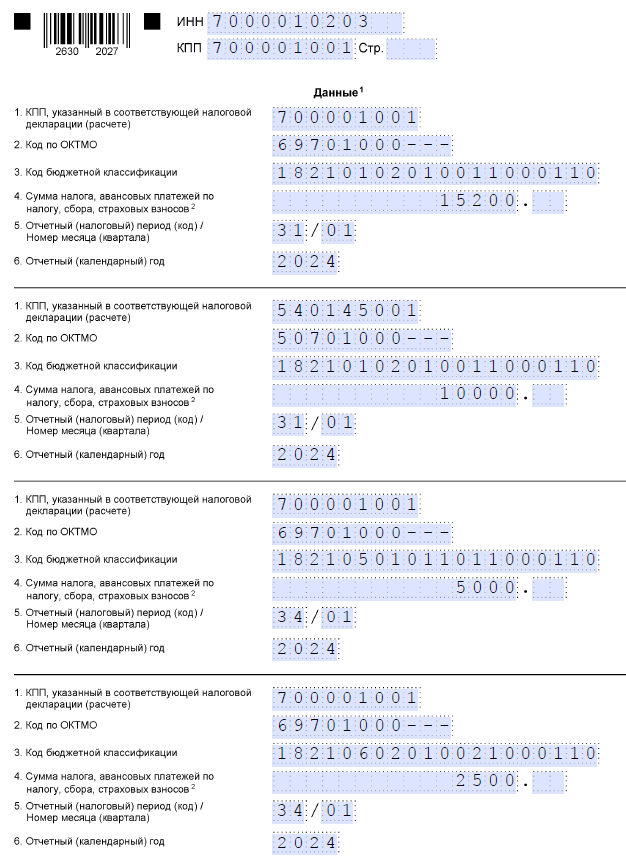 2630 2027
ИНН 7000010203
КПП 700001001 Стр.
Данные¹
1. КПП, указанный в соответствующей налоговой
декларации (расчете)
700001001
2. Код по ОКТМО 69701000---
3. Код бюджетной классификации 18210102010011000110
4. Сумма налога, авансовых платежей по
налогу, сбора, страховых взносов ²
15200.
5. Отчетный (налоговый) период (код) /
Номер месяца (квартала)
31/01
6. Отчетный (календарный) год 2024
1. КПП, указанный в соответствующей налоговой
декларации (расчете)
540145001
2. Код по ОКТМО 50701000---
3. Код бюджетной классификации 18210102010011000110
4. Сумма налога, авансовых платежей по
налогу, сбора, страховых взносов ²
10000.
5. Отчетный (налоговый) период (код) /
Номер месяца (квартала)
31/01
6. Отчетный (календарный) год 2024
1. КПП, указанный в соответствующей налоговой
декларации (расчете)
700001001
2. Код по ОКТМО 69701000---
3. Код бюджетной классификации 18210501011011000110
4. Сумма налога, авансовых платежей по
налогу, сбора, страховых взносов ²
5000.
5. Отчетный (налоговый) период (код) /
Номер месяца (квартала)
34/01
6. Отчетный (календарный) год 2024
1. КПП, указанный в соответствующей налоговой
декларации (расчете)
700001001
2. Код по ОКТМО 69701000---
3. Код бюджетной классификации 18210602010021000110
4. Сумма налога, авансовых платежей по
налогу, сбора, страховых взносов ²
2500.
5. Отчетный (налоговый) период (код) /
Номер месяца (квартала)
34/01
6. Отчетный (календарный) год 2024